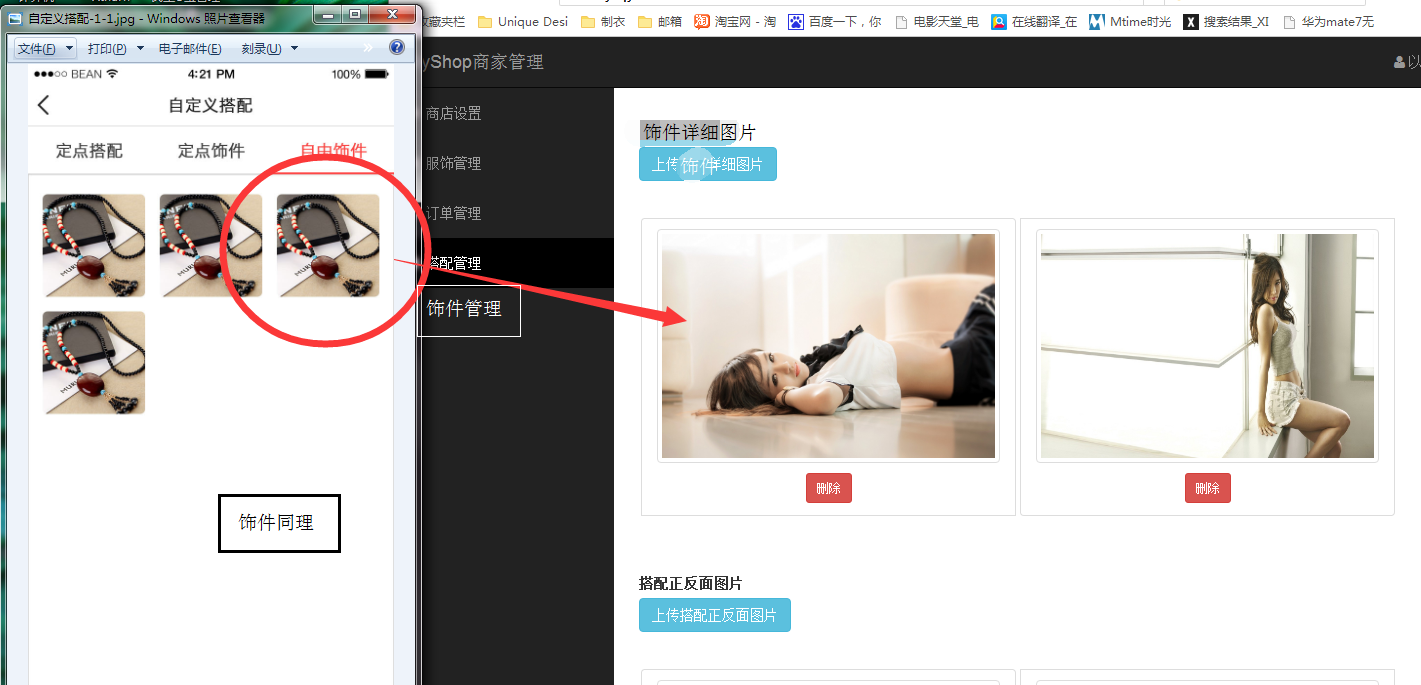 自定义搭配-1-1.jpg - Windows 照片查看器
文件(F) 打印(P) 电子邮件(E) 刻录(U)
BEAN 4:21 PM 100%
自定义搭配
定点搭配 定点饰件 自由饰件
饰件同理
收藏夹栏 Unique Desi 制衣 邮箱 淘宝网 - 淘 百度一下，你 电影天堂_电 在线翻译_在 Mtime时光 搜索结果_XI 华为mate7无
yShop商家管理
商店设置
服饰管理
订单管理
搭配管理
饰件管理
饰件详细图片
上传饰件详细图片
删除 删除
搭配正反面图片
上传搭配正反面图片